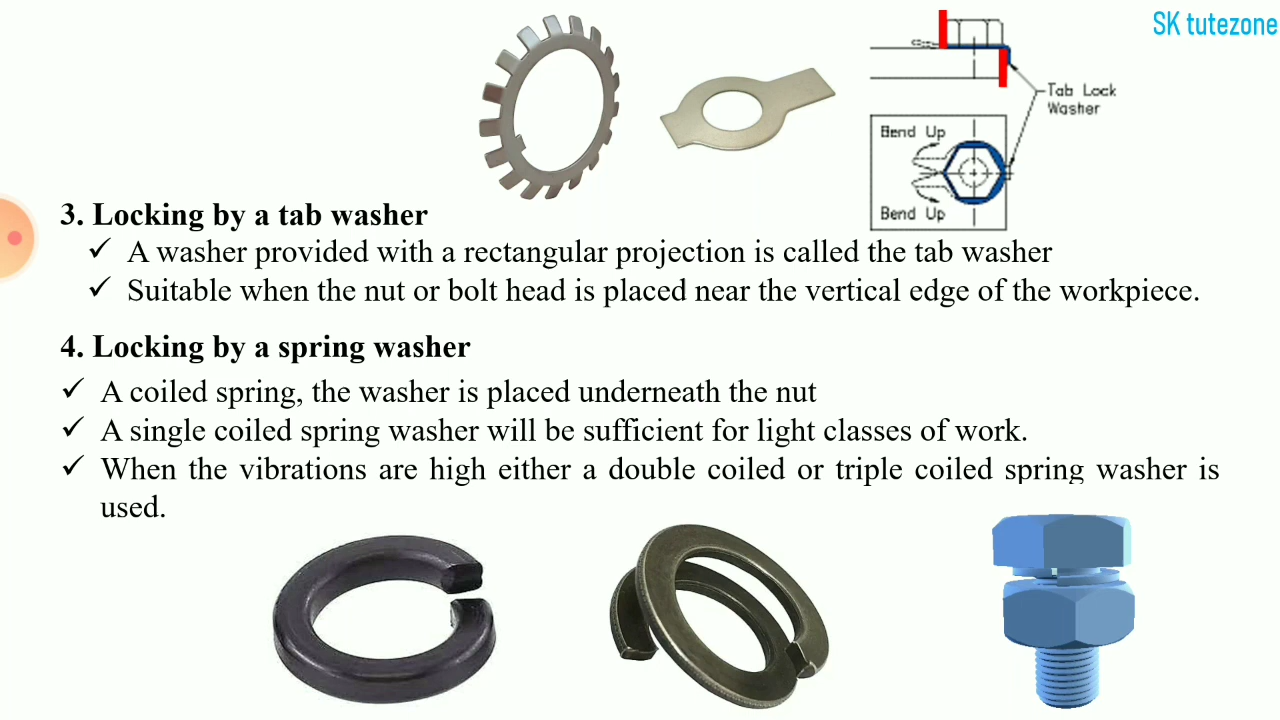 SK tutezone
Tab Lock
Washer
Bend Up
Bend Up
3. Locking by a tab washer
✓ A washer provided with a rectangular projection is called the tab washer
✓ Suitable when the nut or bolt head is placed near the vertical edge of the workpiece.
4. Locking by a spring washer
✓ A coiled spring, the washer is placed underneath the nut
✓ A single coiled spring washer will be sufficient for light classes of work.
✓ When the vibrations are high either a double coiled or triple coiled spring washer is
used.